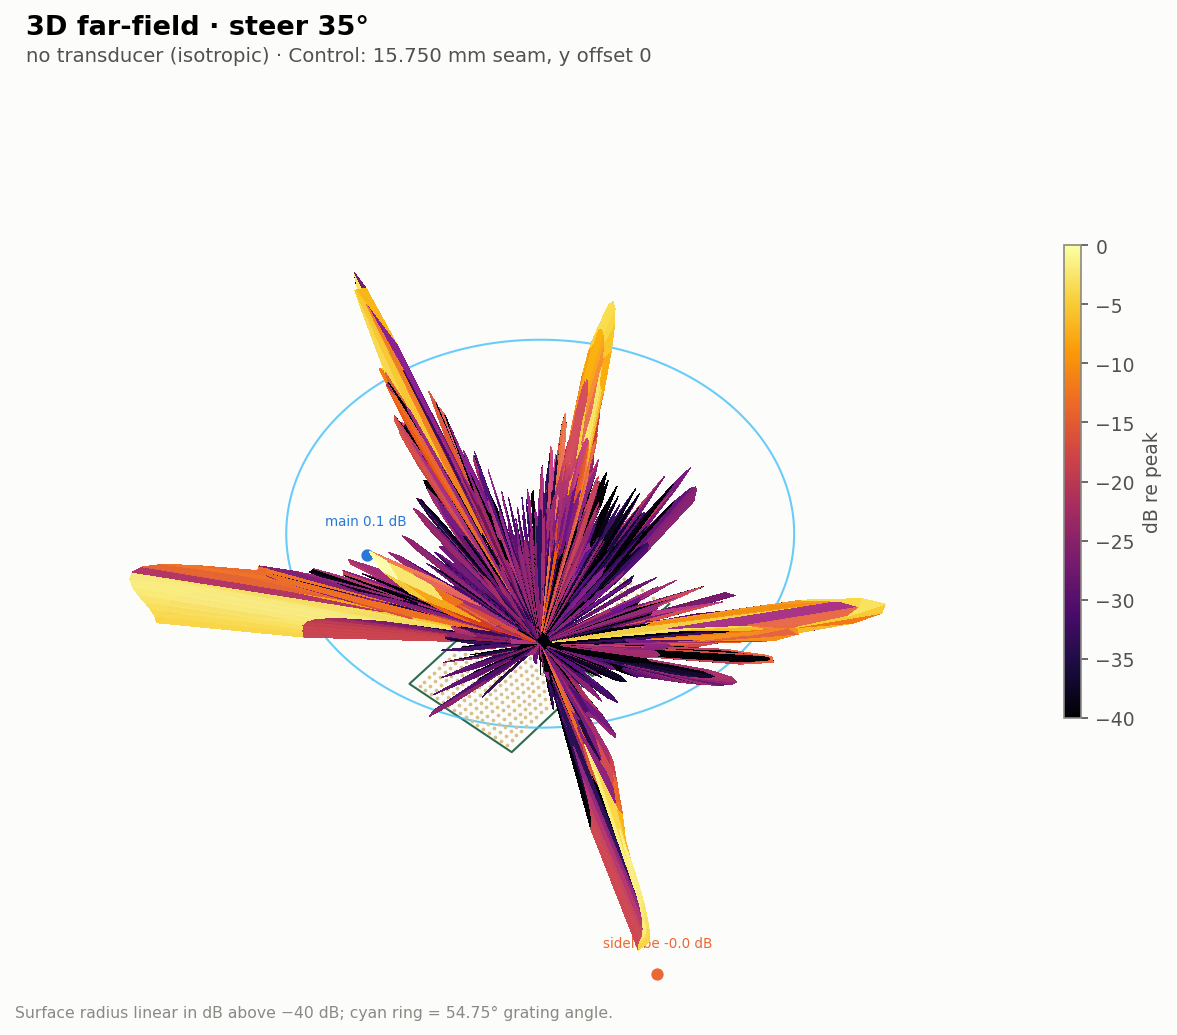 3D far-field · steer 35°
no transducer (isotropic) · Control: 15.750 mm seam, y offset 0
main 0.1 dB
0
−5
−10
−15
−20
−25
−30
−35
−40
dB re peak
-0.0 dB
Surface radius linear in dB above −40 dB; cyan ring = 54.75° grating angle.